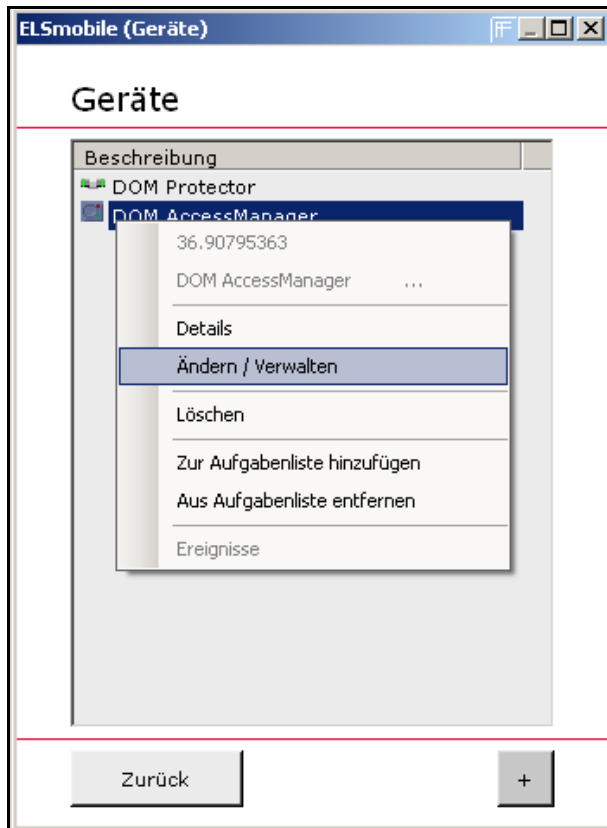 ELSmobile (Geräte)
Geräte
Beschreibung
DOM Protector
DOM AccessManager
36.90795363
DOM AccessManager ...
Details
Ändern / Verwalten
Löschen
Zur Aufgabenliste hinzufügen
Aus Aufgabenliste entfernen
Ereignisse
Zurück +